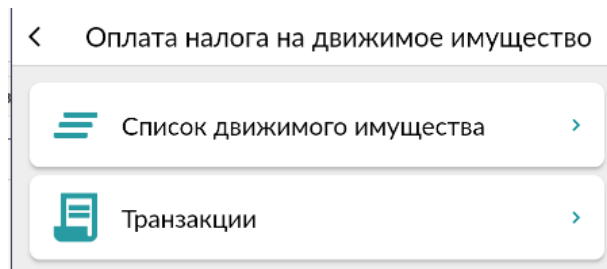 Оплата налога на движимое имущество
Список движимого имущества
Транзакции